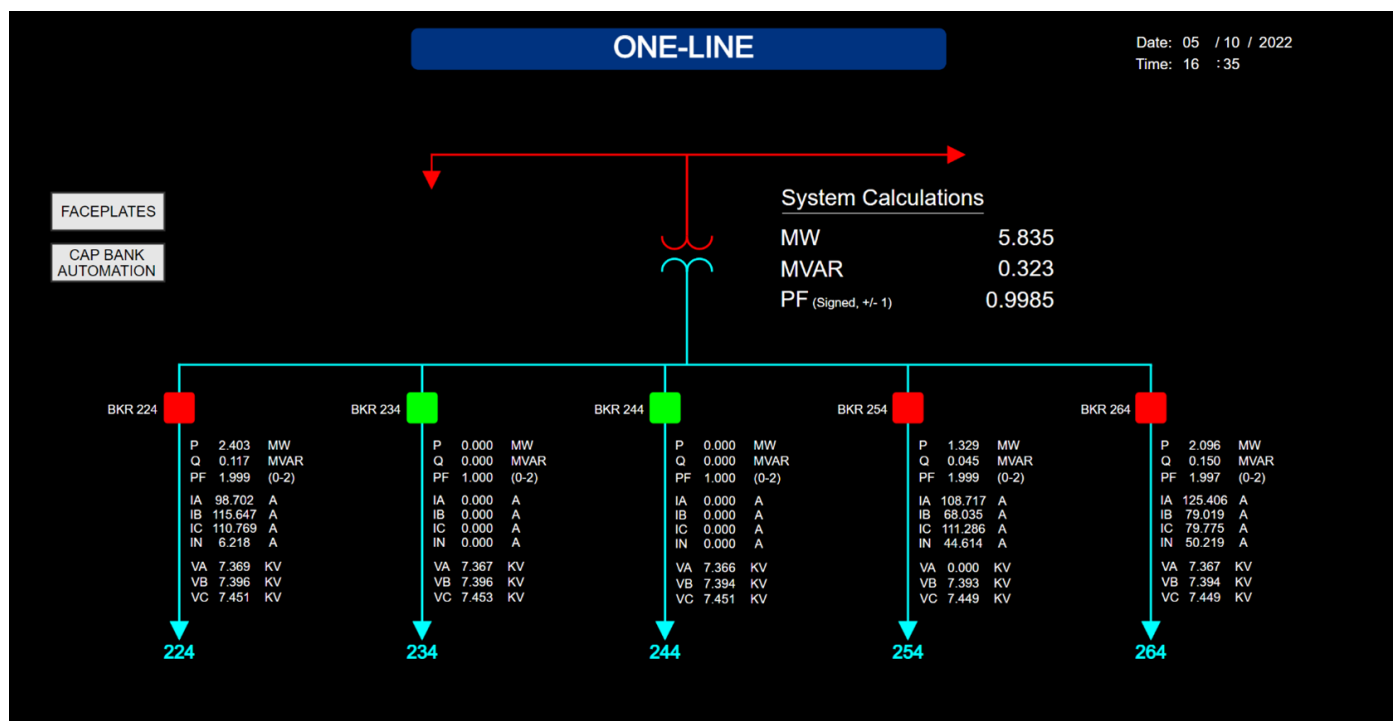 ONE-LINE
Date: 05 / 10 / 2022
Time: 16 : 35
FACEPLATES
CAP BANK
AUTOMATION
System Calculations
MW 5.835
MVAR 0.323
PF (Signed, +/- 1) 0.9985
BKR 224
P 2.403 MW
Q 0.117 MVAR
PF 1.999 (0-2)
IA 98.702 A
IB 115.647 A
IC 110.769 A
IN 6.218 A
VA 7.369 KV
VB 7.396 KV
VC 7.451 KV
224
BKR 234
P 0.000 MW
Q 0.000 MVAR
PF 1.000 (0-2)
IA 0.000 A
IB 0.000 A
IC 0.000 A
IN 0.000 A
VA 7.367 KV
VB 7.396 KV
VC 7.453 KV
234
BKR 244
P 0.000 MW
Q 0.000 MVAR
PF 1.000 (0-2)
IA 0.000 A
IB 0.000 A
IC 0.000 A
IN 0.000 A
VA 7.366 KV
VB 7.394 KV
VC 7.451 KV
244
BKR 254
P 1.329 MW
Q 0.045 MVAR
PF 1.999 (0-2)
IA 108.717 A
IB 68.035 A
IC 111.286 A
IN 44.614 A
VA 0.000 KV
VB 7.393 KV
VC 7.449 KV
254
BKR 264
P 2.096 MW
Q 0.150 MVAR
PF 1.997 (0-2)
IA 125.406 A
IB 79.019 A
IC 79.775 A
IN 50.219 A
VA 7.367 KV
VB 7.394 KV
VC 7.449 KV
264